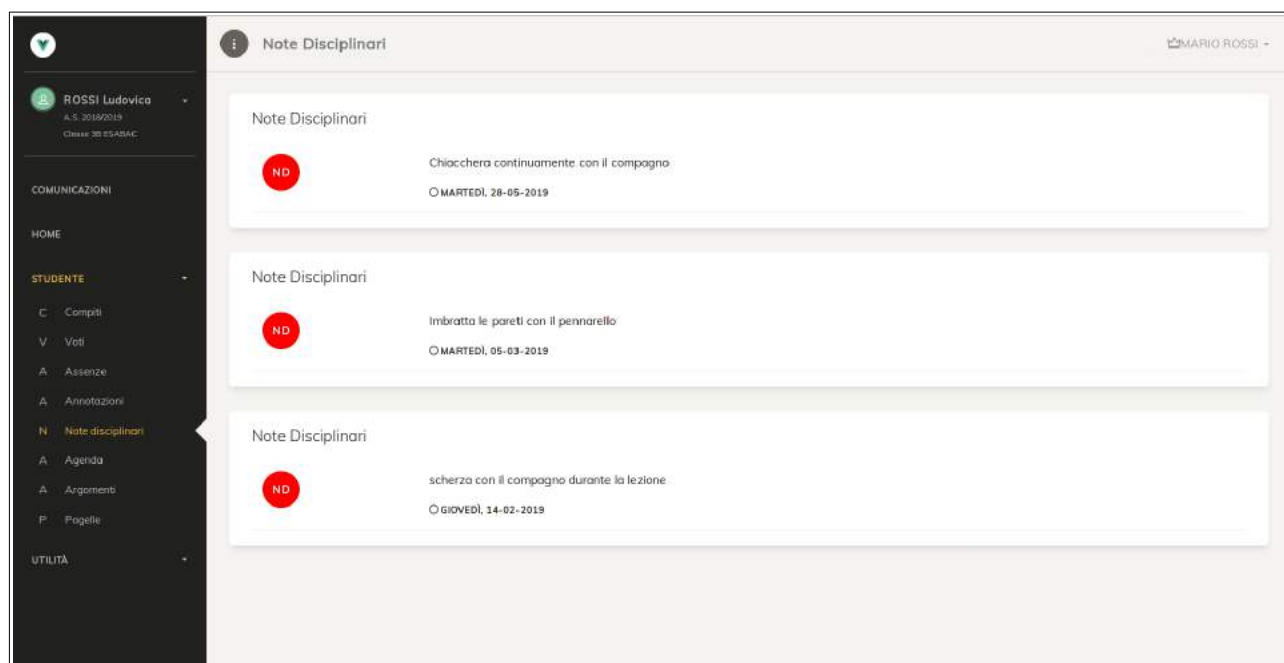 Note Disciplinari
MARIO ROSSI
ROSSI Ludovica
A.S. 2018/2019
Classe 3B ESABAC
COMUNICAZIONI
HOME
STUDENTE
C Compiti
V Voti
A Assenze
A Annotazioni
N Note disciplinari
A Agenda
A Argomenti
P Pagelle
UTILITÀ
Note Disciplinari
ND
Chiacchera continuamente con il compagno
MARTEDÌ, 28-05-2019
Note Disciplinari
ND
Imbratta le pareti con il pennarello
MARTEDÌ, 05-03-2019
Note Disciplinari
ND
scherza con il compagno durante la lezione
GIOVEDÌ, 14-02-2019